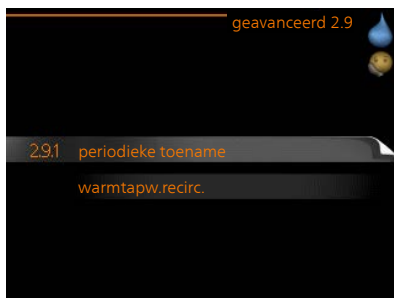 geavanceerd 2.9
2.9.1 periodieke toename
warmtapw.recirc.